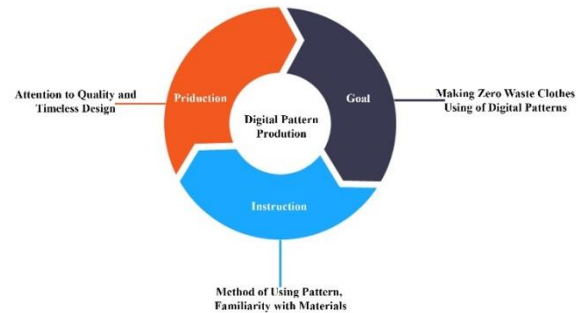 Attention to Quality and
Timeless Design
Priduction
Digital Pattern
Prodution
Goal
Making Zero Waste Clothes
Using of Digital Patterns
Instruction
Method of Using Pattern,
Familiarity with Materials